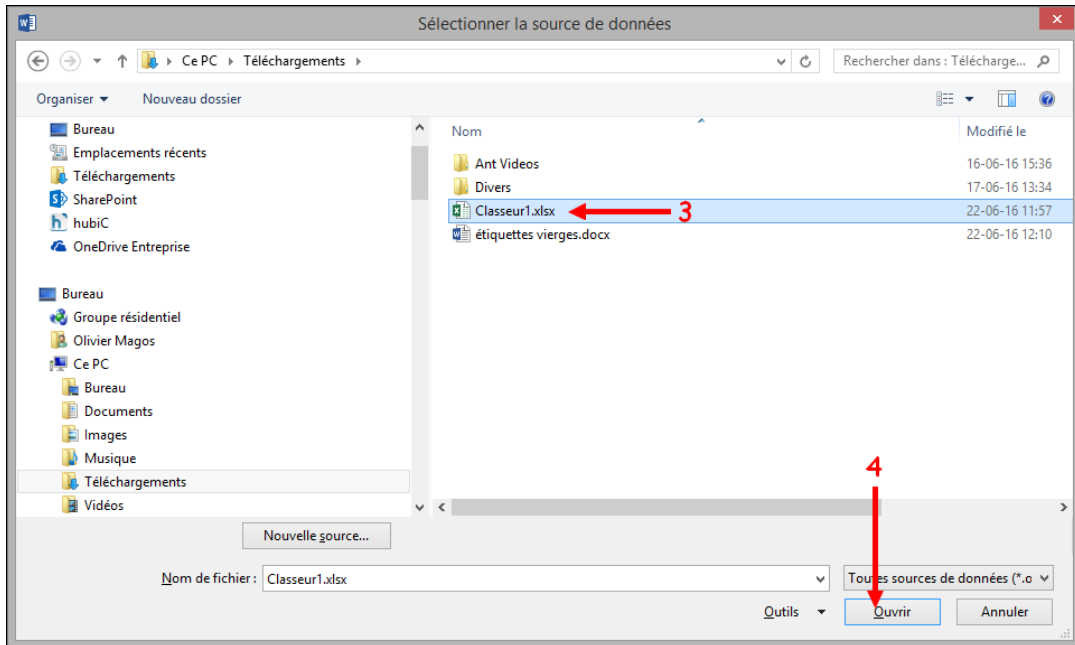 Sélectionner la source de données
Ce PC Téléchargements
Rechercher dans : Télécharge...
Organiser Nouveau dossier
Bureau
Emplacements récents
Téléchargements
SharePoint
hubiC
OneDrive Entreprise
Bureau
Groupe résidentiel
Olivier Magos
Ce PC
Bureau
Documents
Images
Musique
Téléchargements
Vidéos
Nom Modifié le
Ant Videos 16-06-16 15:36
Divers 17-06-16 13:34
Classeur1.xlsx 3 22-06-16 11:57
étiquettes vierges.docx 22-06-16 12:10
4
Nouvelle source...
Nom de fichier : Classeur1.xlsx Toutes sources de données (*.o
Outils Ouvrir Annuler